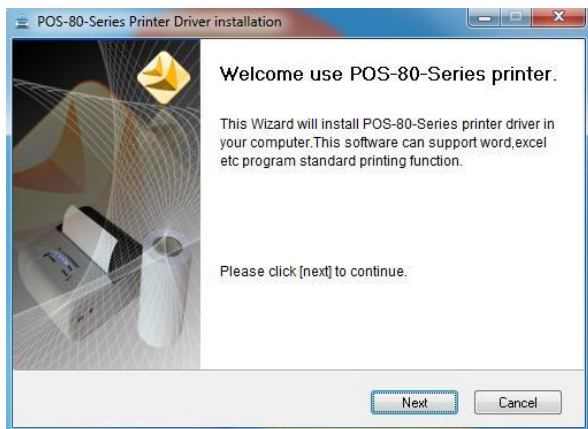 POS-80-Series Printer Driver installation
Welcome use POS-80-Series printer.
This Wizard will install POS-80-Series printer driver in
your computer.This software can support word,excel
etc program standard printing function.
Please click [next] to continue.
Next Cancel